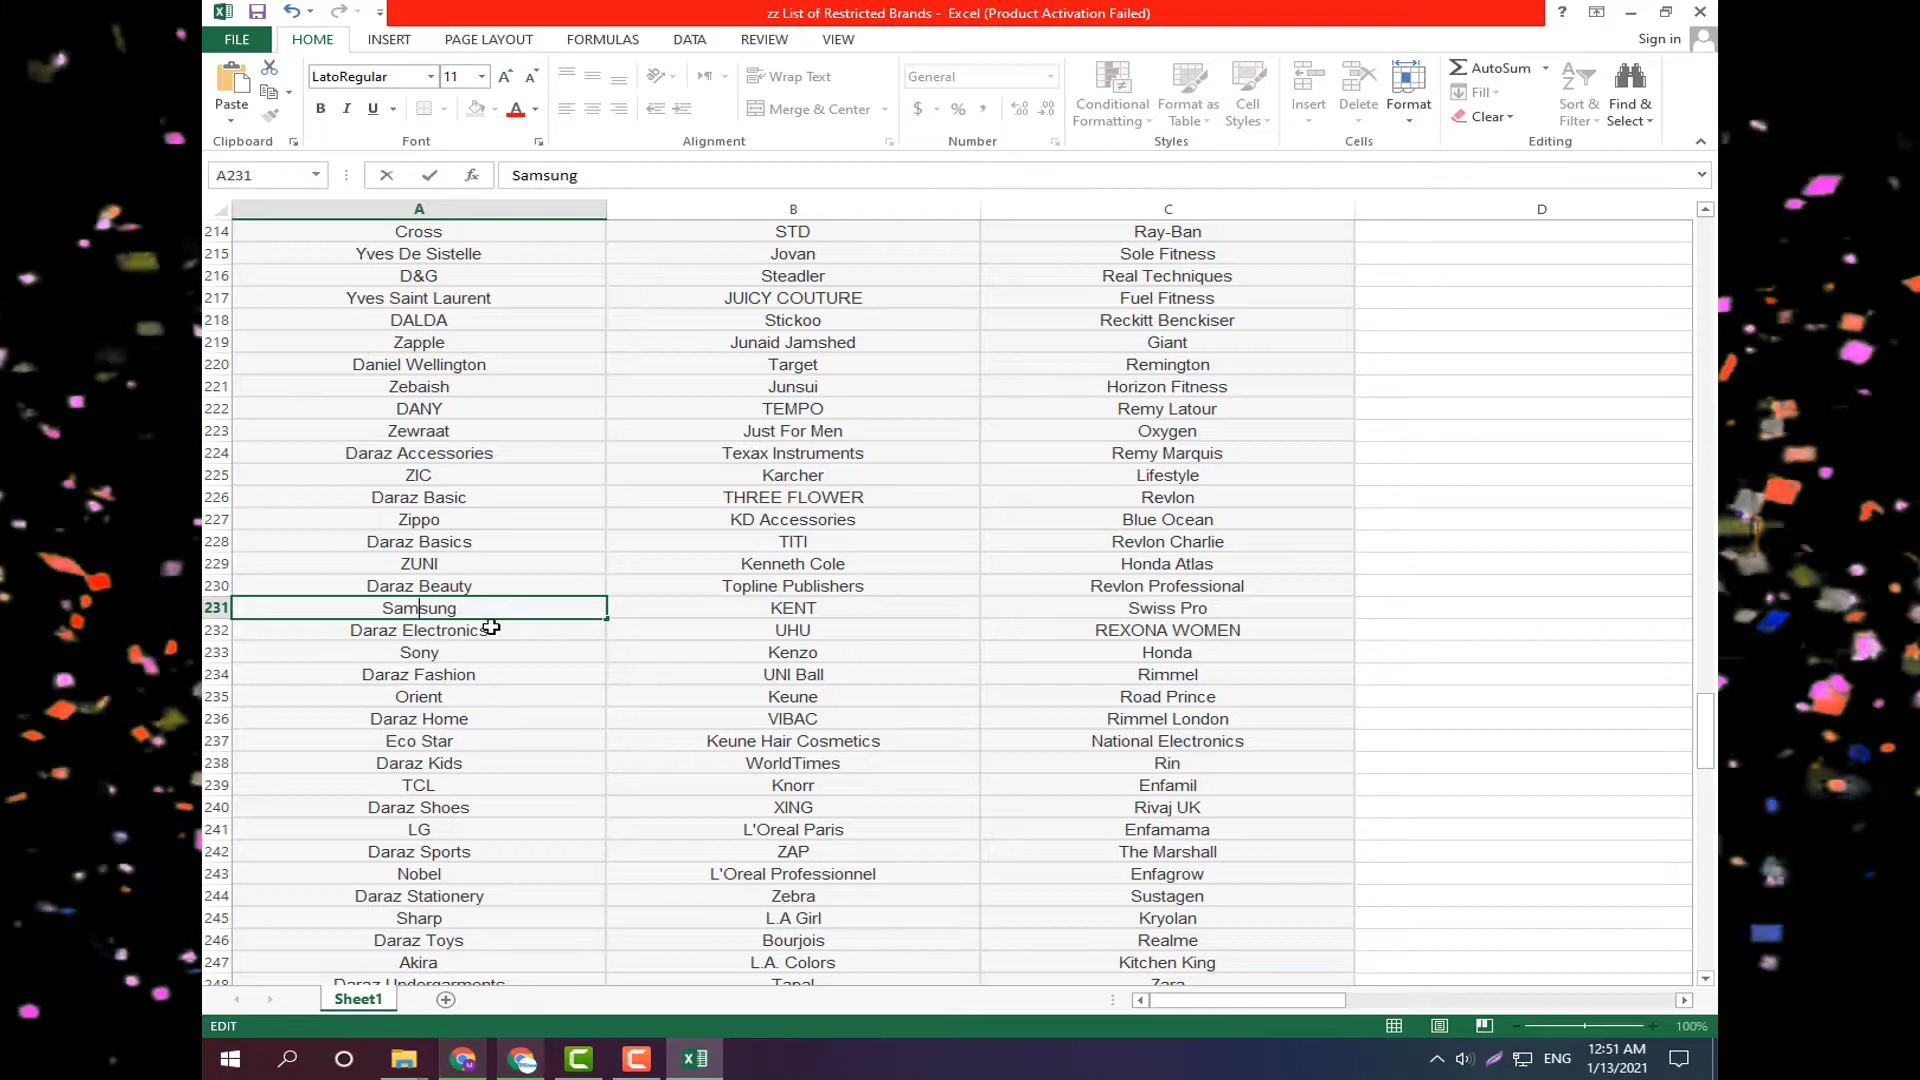 zz List of Restricted Brands - Excel (Product Activation Failed)
FILE HOME INSERT PAGE LAYOUT FORMULAS DATA REVIEW VIEW Sign in
LatoRegular 11 Wrap Text General AutoSum
Paste Merge & Center Conditional Formatting Format as Table Cell Styles Insert Delete Format Fill Clear Sort & Filter Find & Select
Clipboard Font Alignment Number Styles Cells Editing
A231 Samsung
A B C D
214 Cross STD Ray-Ban
215 Yves De Sistelle Jovan Sole Fitness
216 D&G Steadler Real Techniques
217 Yves Saint Laurent JUICY COUTURE Fuel Fitness
218 DALDA Stickoo Reckitt Benckiser
219 Zapple Junaid Jamshed Giant
220 Daniel Wellington Target Remington
221 Zebaish Junsui Horizon Fitness
222 DANY TEMPO Remy Latour
223 Zewraat Just For Men Oxygen
224 Daraz Accessories Texax Instruments Remy Marquis
225 ZIC Karcher Lifestyle
226 Daraz Basic THREE FLOWER Revlon
227 Zippo KD Accessories Blue Ocean
228 Daraz Basics TITI Revlon Charlie
229 ZUNI Kenneth Cole Honda Atlas
230 Daraz Beauty Topline Publishers Revlon Professional
231 Samsung KENT Swiss Pro
232 Daraz Electronics UHU REXONA WOMEN
233 Sony Kenzo Honda
234 Daraz Fashion UNI Ball Rimmel
235 Orient Keune Road Prince
236 Daraz Home VIBAC Rimmel London
237 Eco Star Keune Hair Cosmetics National Electronics
238 Daraz Kids WorldTimes Rin
239 TCL Knorr Enfamil
240 Daraz Shoes XING Rivaj UK
241 LG L'Oreal Paris Enfamama
242 Daraz Sports ZAP The Marshall
243 Nobel L'Oreal Professionnel Enfagrow
244 Daraz Stationery Zebra Sustagen
245 Sharp L.A Girl Kryolan
246 Daraz Toys Bourjois Realme
247 Akira L.A. Colors Kitchen King
248 Daraz Undergarments Tapal Zara
Sheet1
EDIT 100%
ENG 12:51 AM
1/13/2021